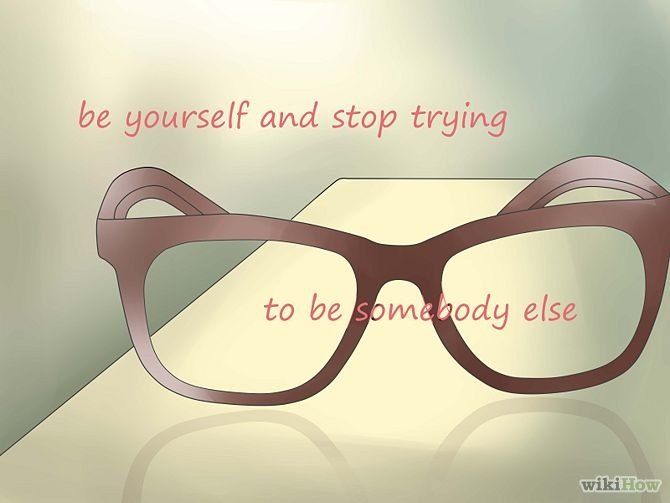 be yourself and stop trying
to be somebody else
wikiHow